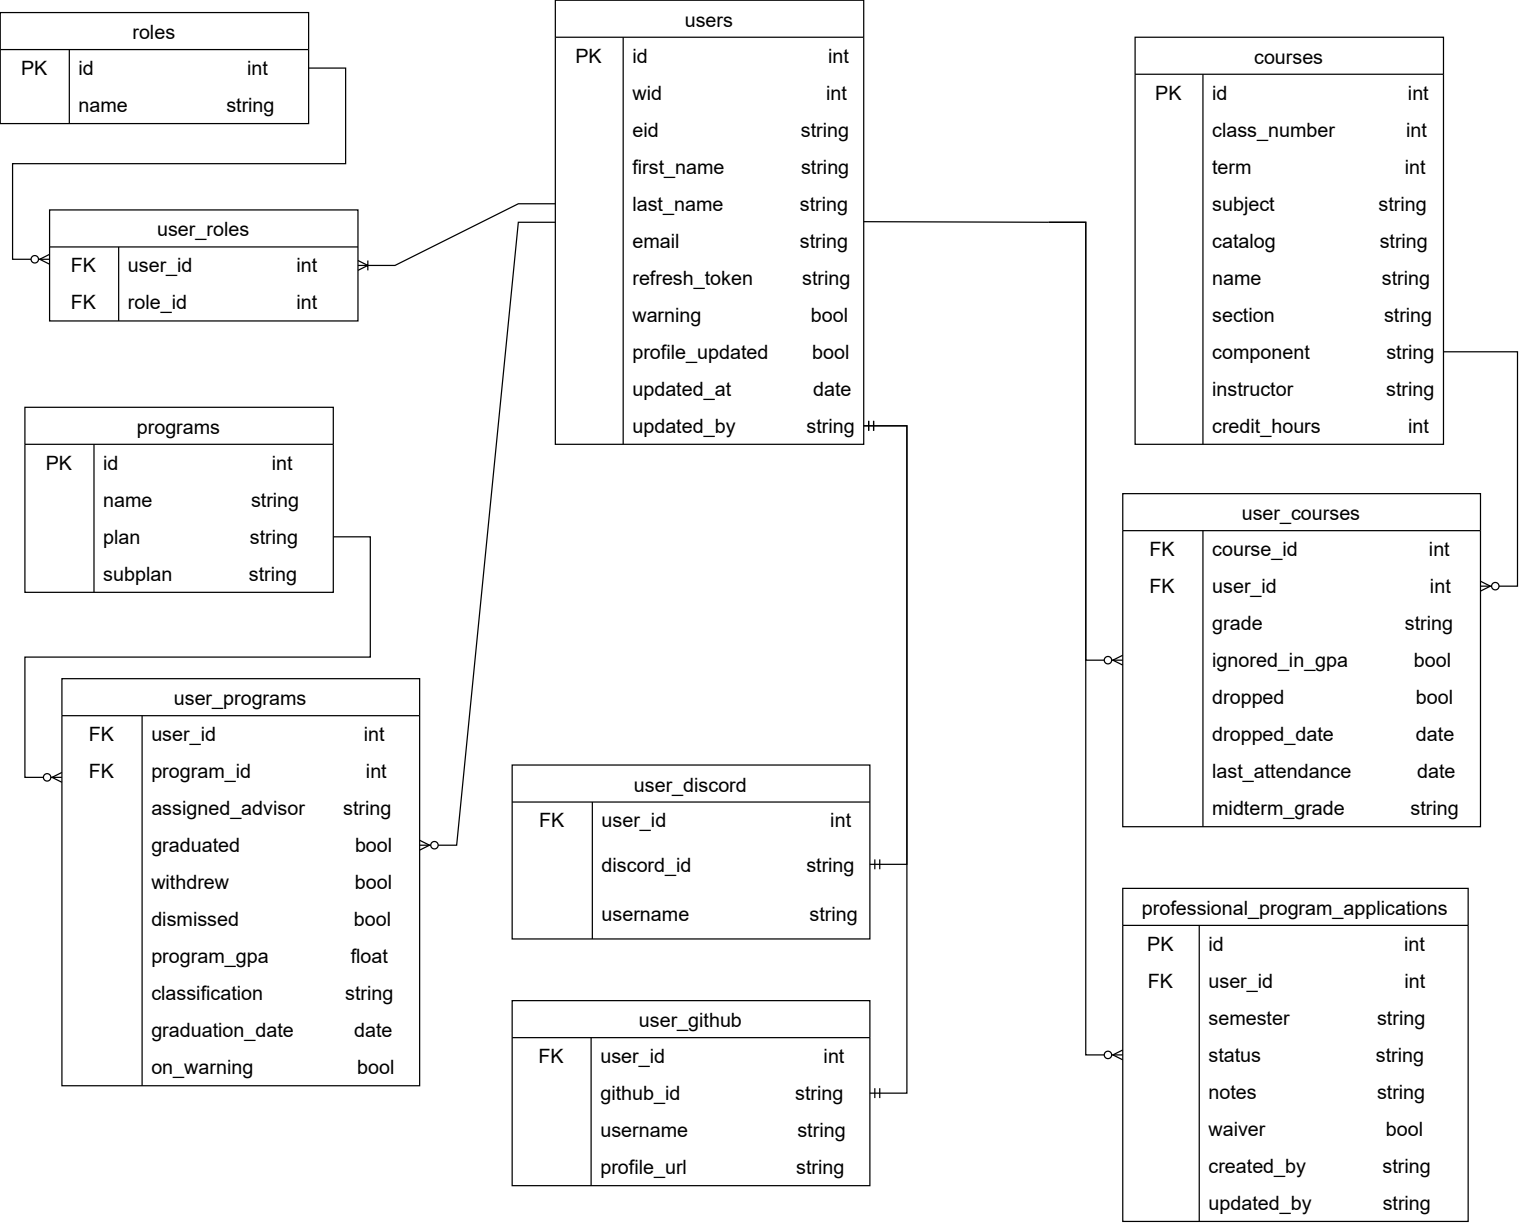 roles
PK id int
name string
users
PK id int
wid int
eid string
first_name string
last_name string
email string
refresh_token string
warning bool
profile_updated bool
updated_at date
updated_by string
courses
PK id int
class_number int
term int
subject string
catalog string
name string
section string
component string
instructor string
credit_hours int
user_roles
FK user_id int
FK role_id int
programs
PK id int
name string
plan string
subplan string
user_courses
FK course_id int
FK user_id int
grade string
ignored_in_gpa bool
dropped bool
dropped_date date
last_attendance date
midterm_grade string
user_programs
FK user_id int
FK program_id int
assigned_advisor string
graduated bool
withdrew bool
dismissed bool
program_gpa float
classification string
graduation_date date
on_warning bool
user_discord
FK user_id int
discord_id string
username string
user_github
FK user_id int
github_id string
username string
profile_url string
professional_program_applications
PK id int
FK user_id int
semester string
status string
notes string
waiver bool
created_by string
updated_by string